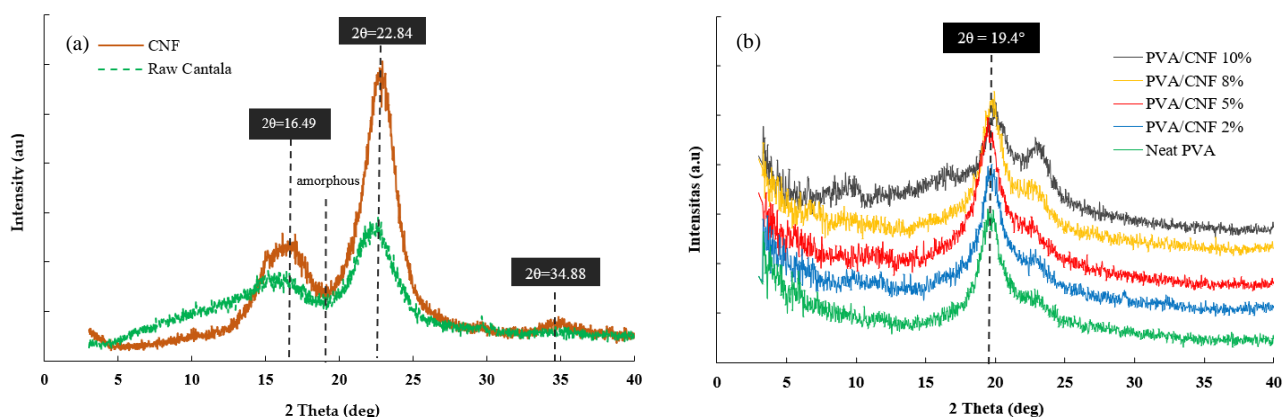 (a)
CNF
Raw Cantala
2θ=22.84
2θ=16.49
amorphous
2θ=34.88
Intensity (au)
0 5 10 15 20 25 30 35 40
2 Theta (deg)
(b)
2θ = 19.4°
PVA/CNF 10%
PVA/CNF 8%
PVA/CNF 5%
PVA/CNF 2%
Neat PVA
Intensitas (a.u)
0 5 10 15 20 25 30 35 40
2 Theta (deg)